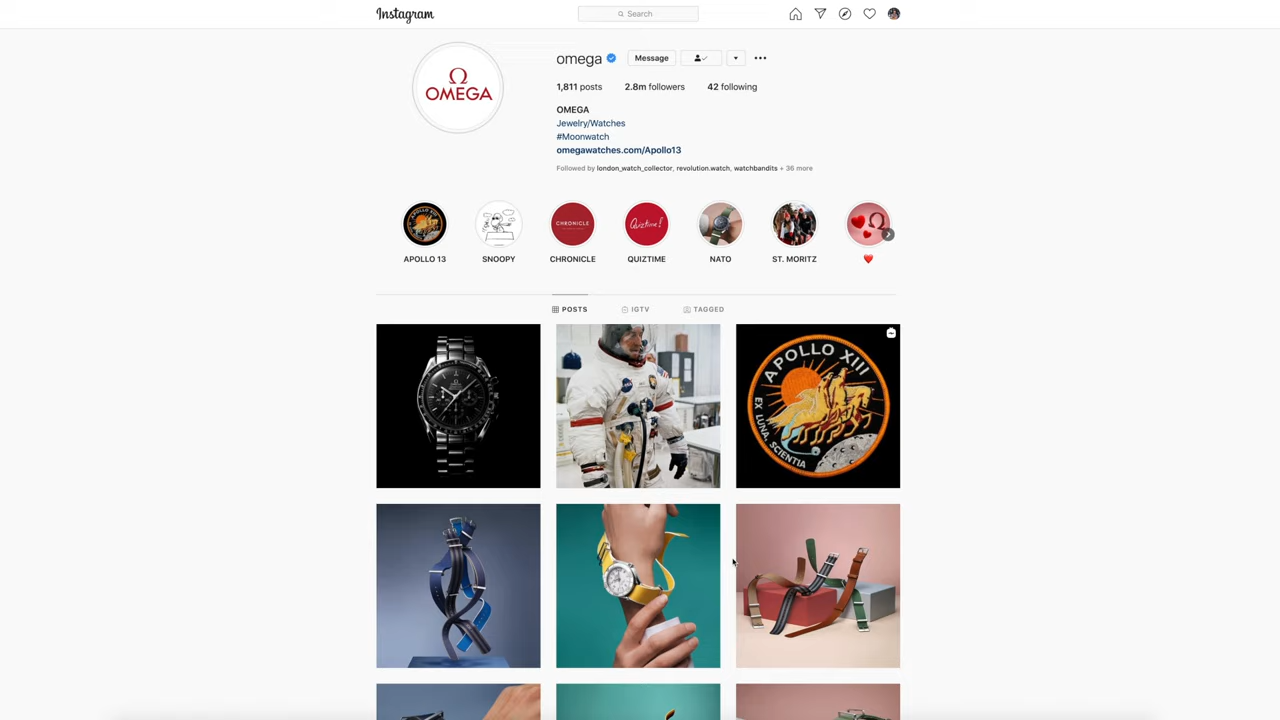 Instagram
Search
omega
Message
1,811 posts
2.8m followers
42 following
OMEGA
OMEGA
Jewelry/Watches
#Moonwatch
omegawatches.com/Apollo13
Followed by london_watch_collector, revolution.watch, watchbandits + 36 more
CHRONICLE
Quiztime!
APOLLO 13
SNOOPY
CHRONICLE
QUIZTIME
NATO
ST. MORITZ
POSTS
IGTV
TAGGED
APOLLO XIII
EX LUNA, SCIENTIA